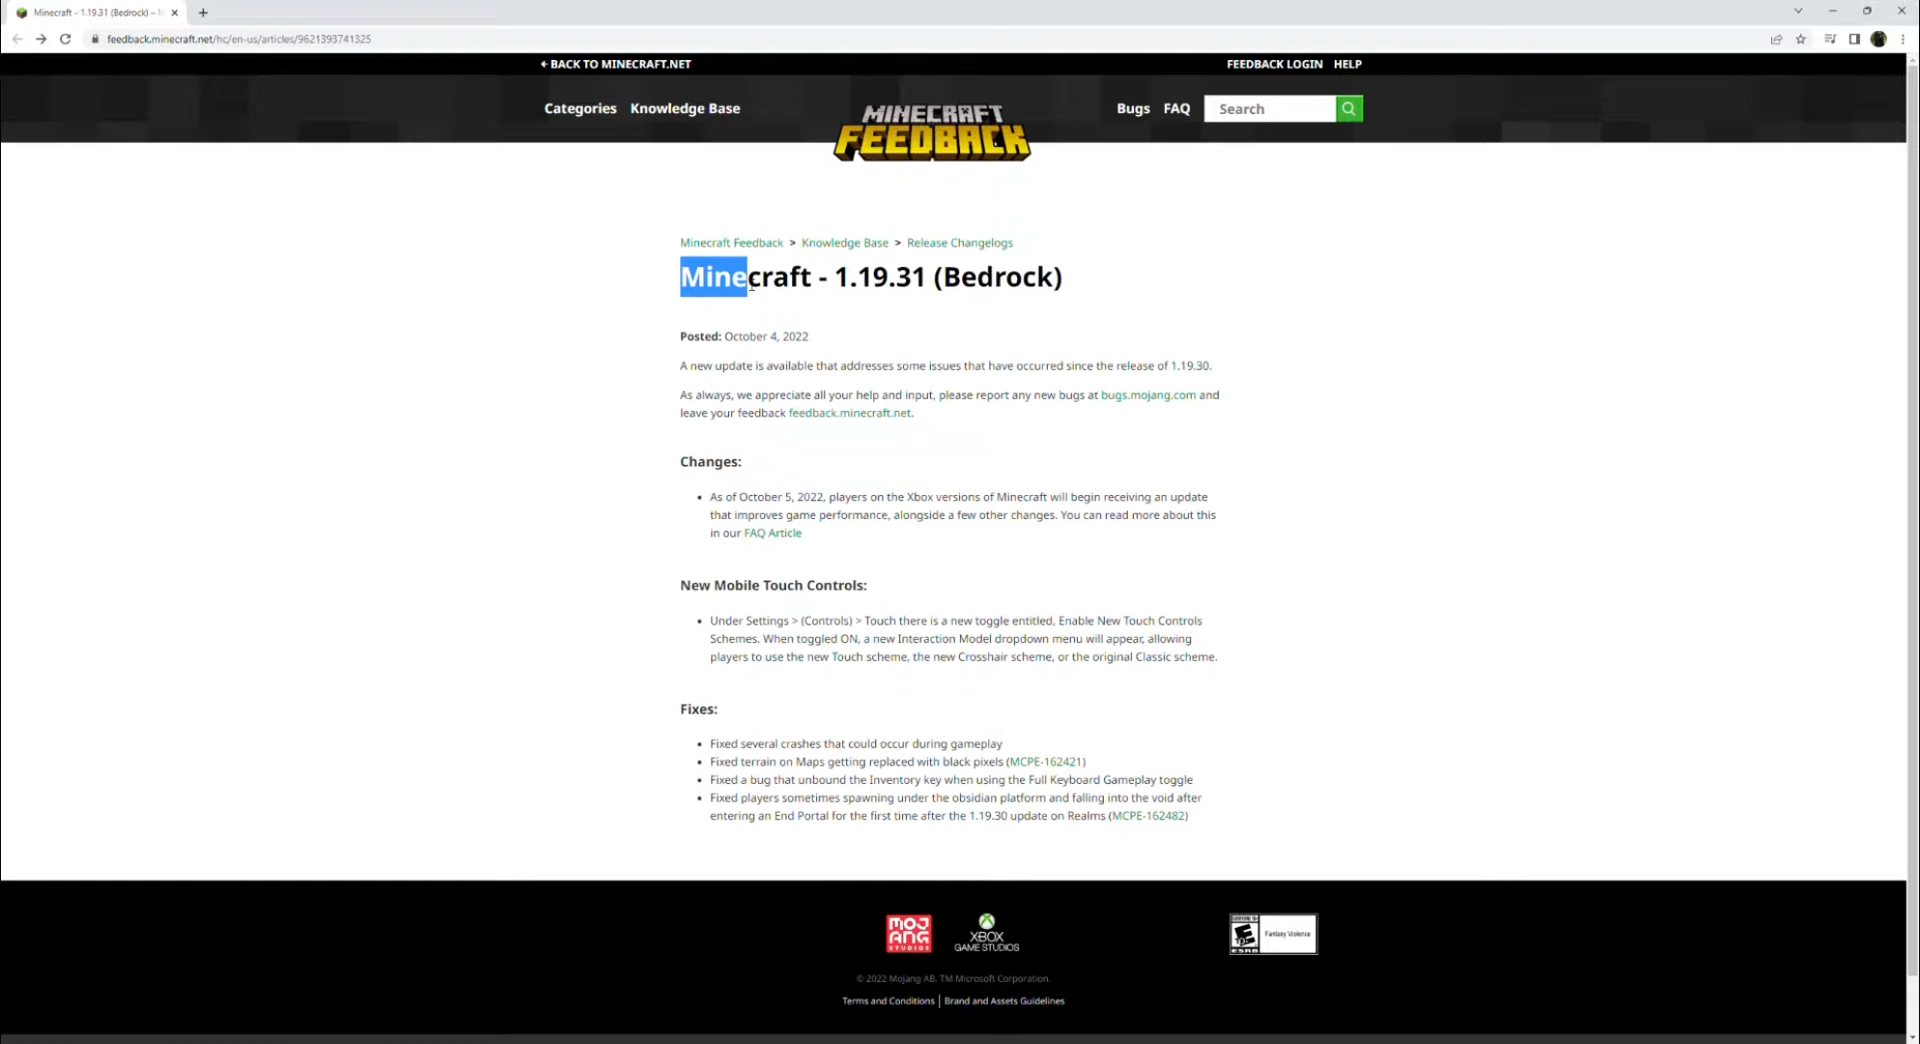 Minecraft - 1.19.31 (Bedrock) –
feedback.minecraft.net/hc/en-us/articles/9621393741325
BACK TO MINECRAFT.NET
FEEDBACK LOGIN HELP
Categories Knowledge Base
MINECRAFT
FEEDBACK
Bugs FAQ Search
Minecraft Feedback > Knowledge Base > Release Changelogs
Minecraft - 1.19.31 (Bedrock)
Posted: October 4, 2022
A new update is available that addresses some issues that have occurred since the release of 1.19.30.
As always, we appreciate all your help and input, please report any new bugs at bugs.mojang.com and
leave your feedback feedback.minecraft.net.
Changes:
• As of October 5, 2022, players on the Xbox versions of Minecraft will begin receiving an update
that improves game performance, alongside a few other changes. You can read more about this
in our FAQ Article
New Mobile Touch Controls:
• Under Settings > (Controls) > Touch there is a new toggle entitled, Enable New Touch Controls
Schemes. When toggled ON, a new Interaction Model dropdown menu will appear, allowing
players to use the new Touch scheme, the new Crosshair scheme, or the original Classic scheme.
Fixes:
• Fixed several crashes that could occur during gameplay
• Fixed terrain on Maps getting replaced with black pixels (MCPE-162421)
• Fixed a bug that unbound the Inventory key when using the Full Keyboard Gameplay toggle
• Fixed players sometimes spawning under the obsidian platform and falling into the void after
entering an End Portal for the first time after the 1.19.30 update on Realms (MCPE-162482)
MOJ
ANG
STUDIOS
XBOX
GAME STUDIOS
EVERYONE 10+
E
ESRB
Fantasy Violence
© 2022 Mojang AB. TM Microsoft Corporation.
Terms and Conditions | Brand and Assets Guidelines